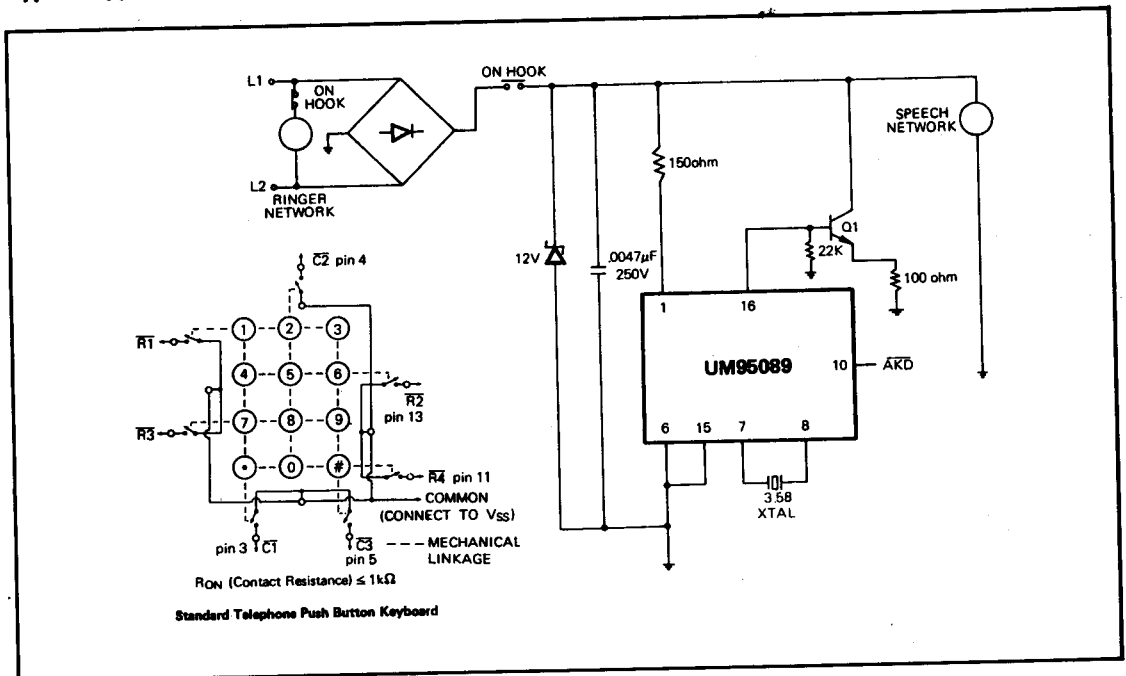 L1
ON
HOOK
L2
RINGER
NETWORK
ON HOOK
SPEECH
NETWORK
150ohm
Q1
22K
100 ohm
12V
.0047μF
250V
1
16
UM95089
10
AKD
6
15
7
8
3.58
XTAL
C2 pin 4
R1
1
2
3
4
5
6
R2
pin 13
R3
7
8
9
•
0
#
R4 pin 11
COMMON
(CONNECT TO VSS)
pin 3 C1
C3
pin 5
--- MECHANICAL
LINKAGE
RON (Contact Resistance) ≤ 1kΩ
Standard Telephone Push Button Keyboard